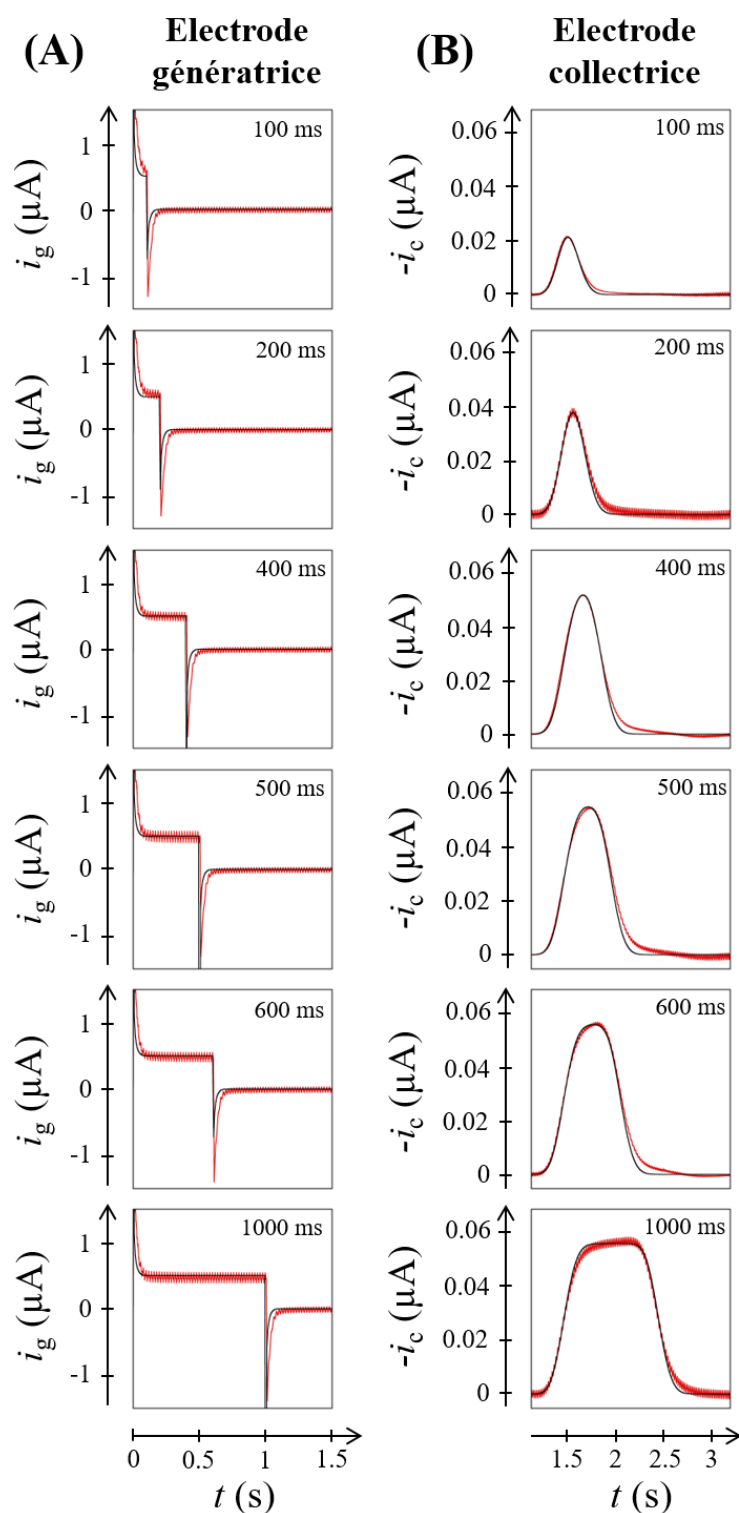 (A)
Electrode
génératrice
(B)
Electrode
collectrice
100 ms
1
0
-1
i_g (µA)
100 ms
0.06
0.04
0.02
0
-i_c (µA)
200 ms
1
0
-1
i_g (µA)
200 ms
0.06
0.04
0.02
0
-i_c (µA)
400 ms
1
0
-1
i_g (µA)
400 ms
0.06
0.04
0.02
0
-i_c (µA)
500 ms
1
0
-1
i_g (µA)
500 ms
0.06
0.04
0.02
0
-i_c (µA)
600 ms
1
0
-1
i_g (µA)
600 ms
0.06
0.04
0.02
0
-i_c (µA)
1000 ms
1
0
-1
i_g (µA)
1000 ms
0.06
0.04
0.02
0
-i_c (µA)
0 0.5 1 1.5
t (s)
1.5 2 2.5 3
t (s)